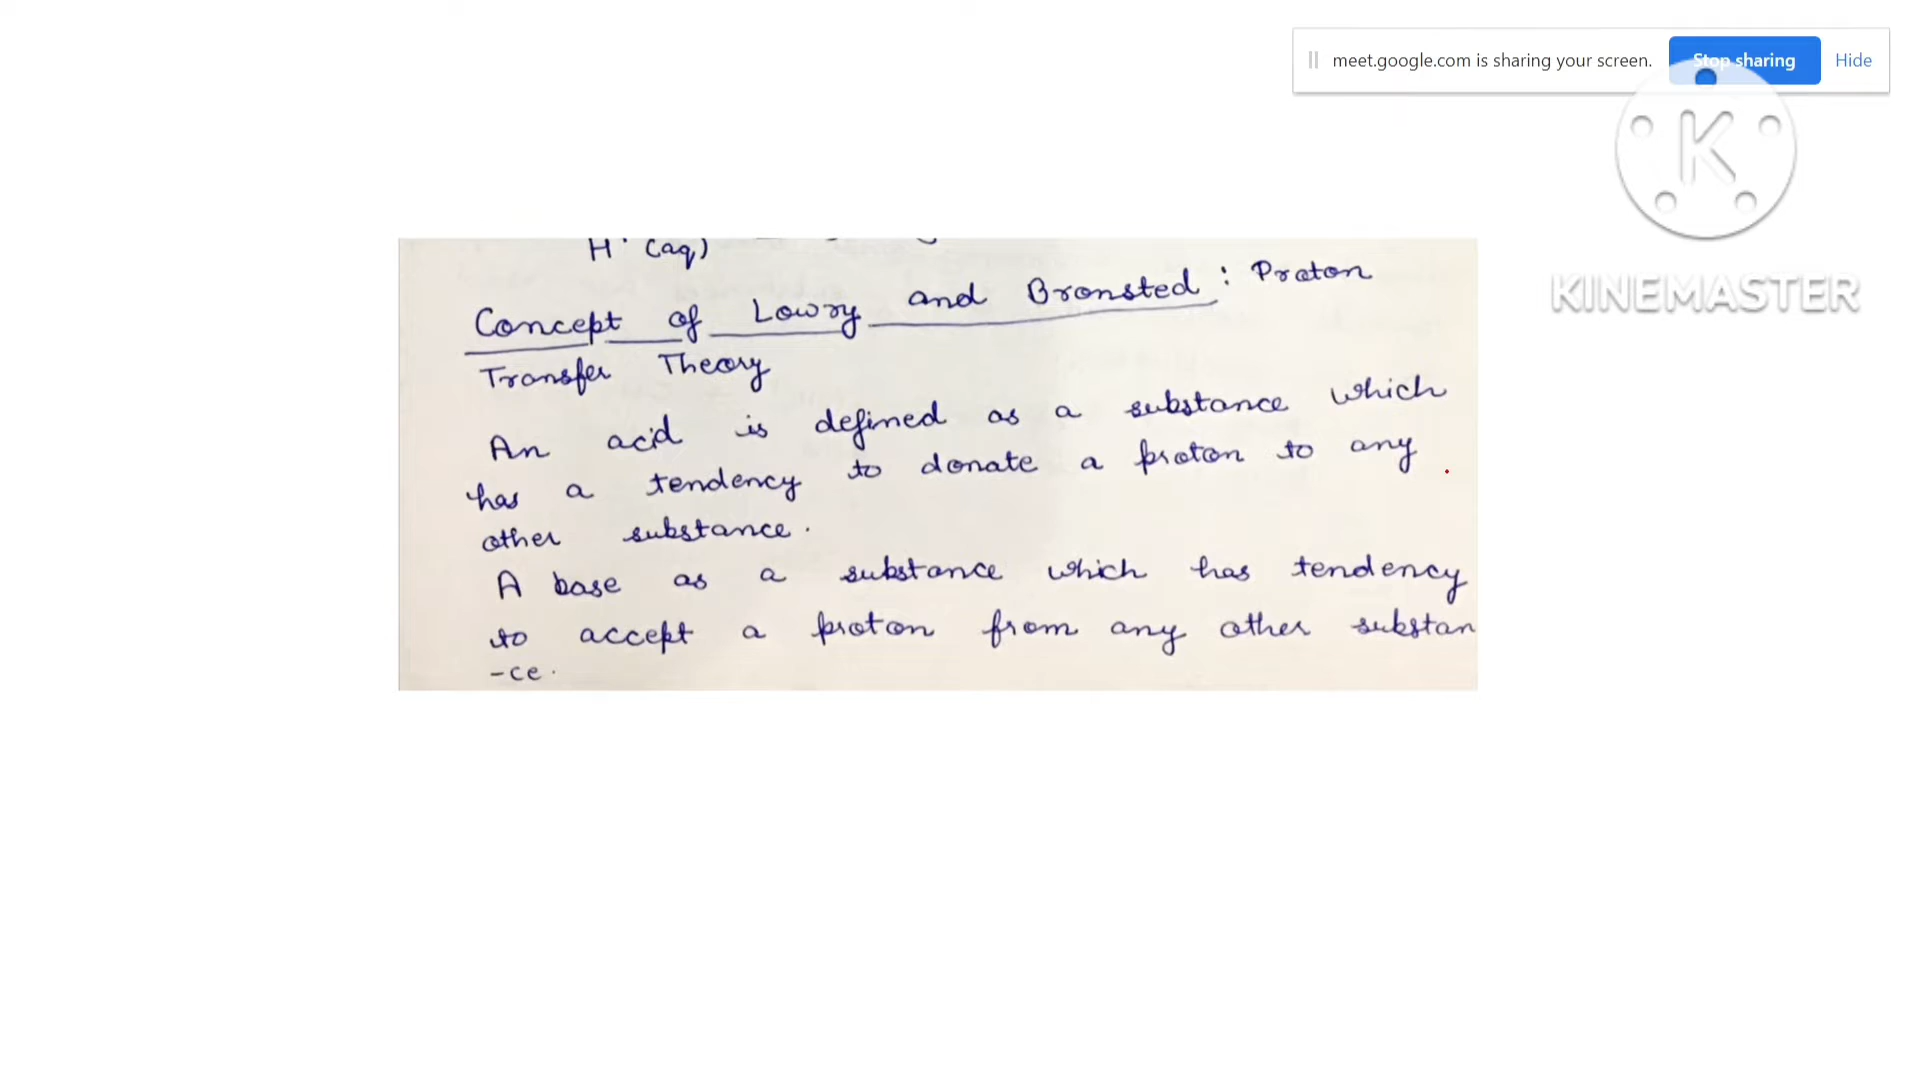 meet.google.com is sharing your screen. Stop sharing Hide
KINEMASTER
H+ (aq)
Concept of Lowry and Bronsted : Proton
Transfer Theory
An acid is defined as a substance which
has a tendency to donate a proton to any
other substance.
A base as a substance which has tendency
to accept a proton from any other substan
-ce.